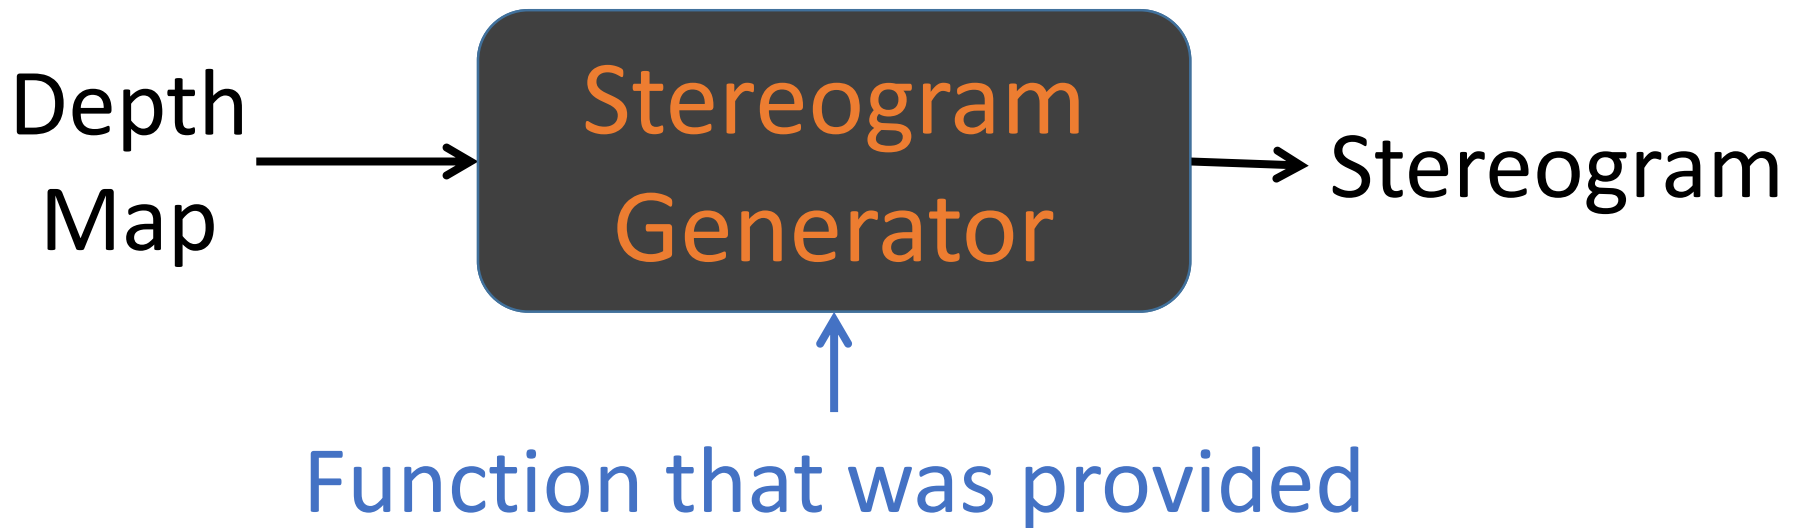 Depth
Map
Stereogram
Generator
Stereogram
Function that was provided